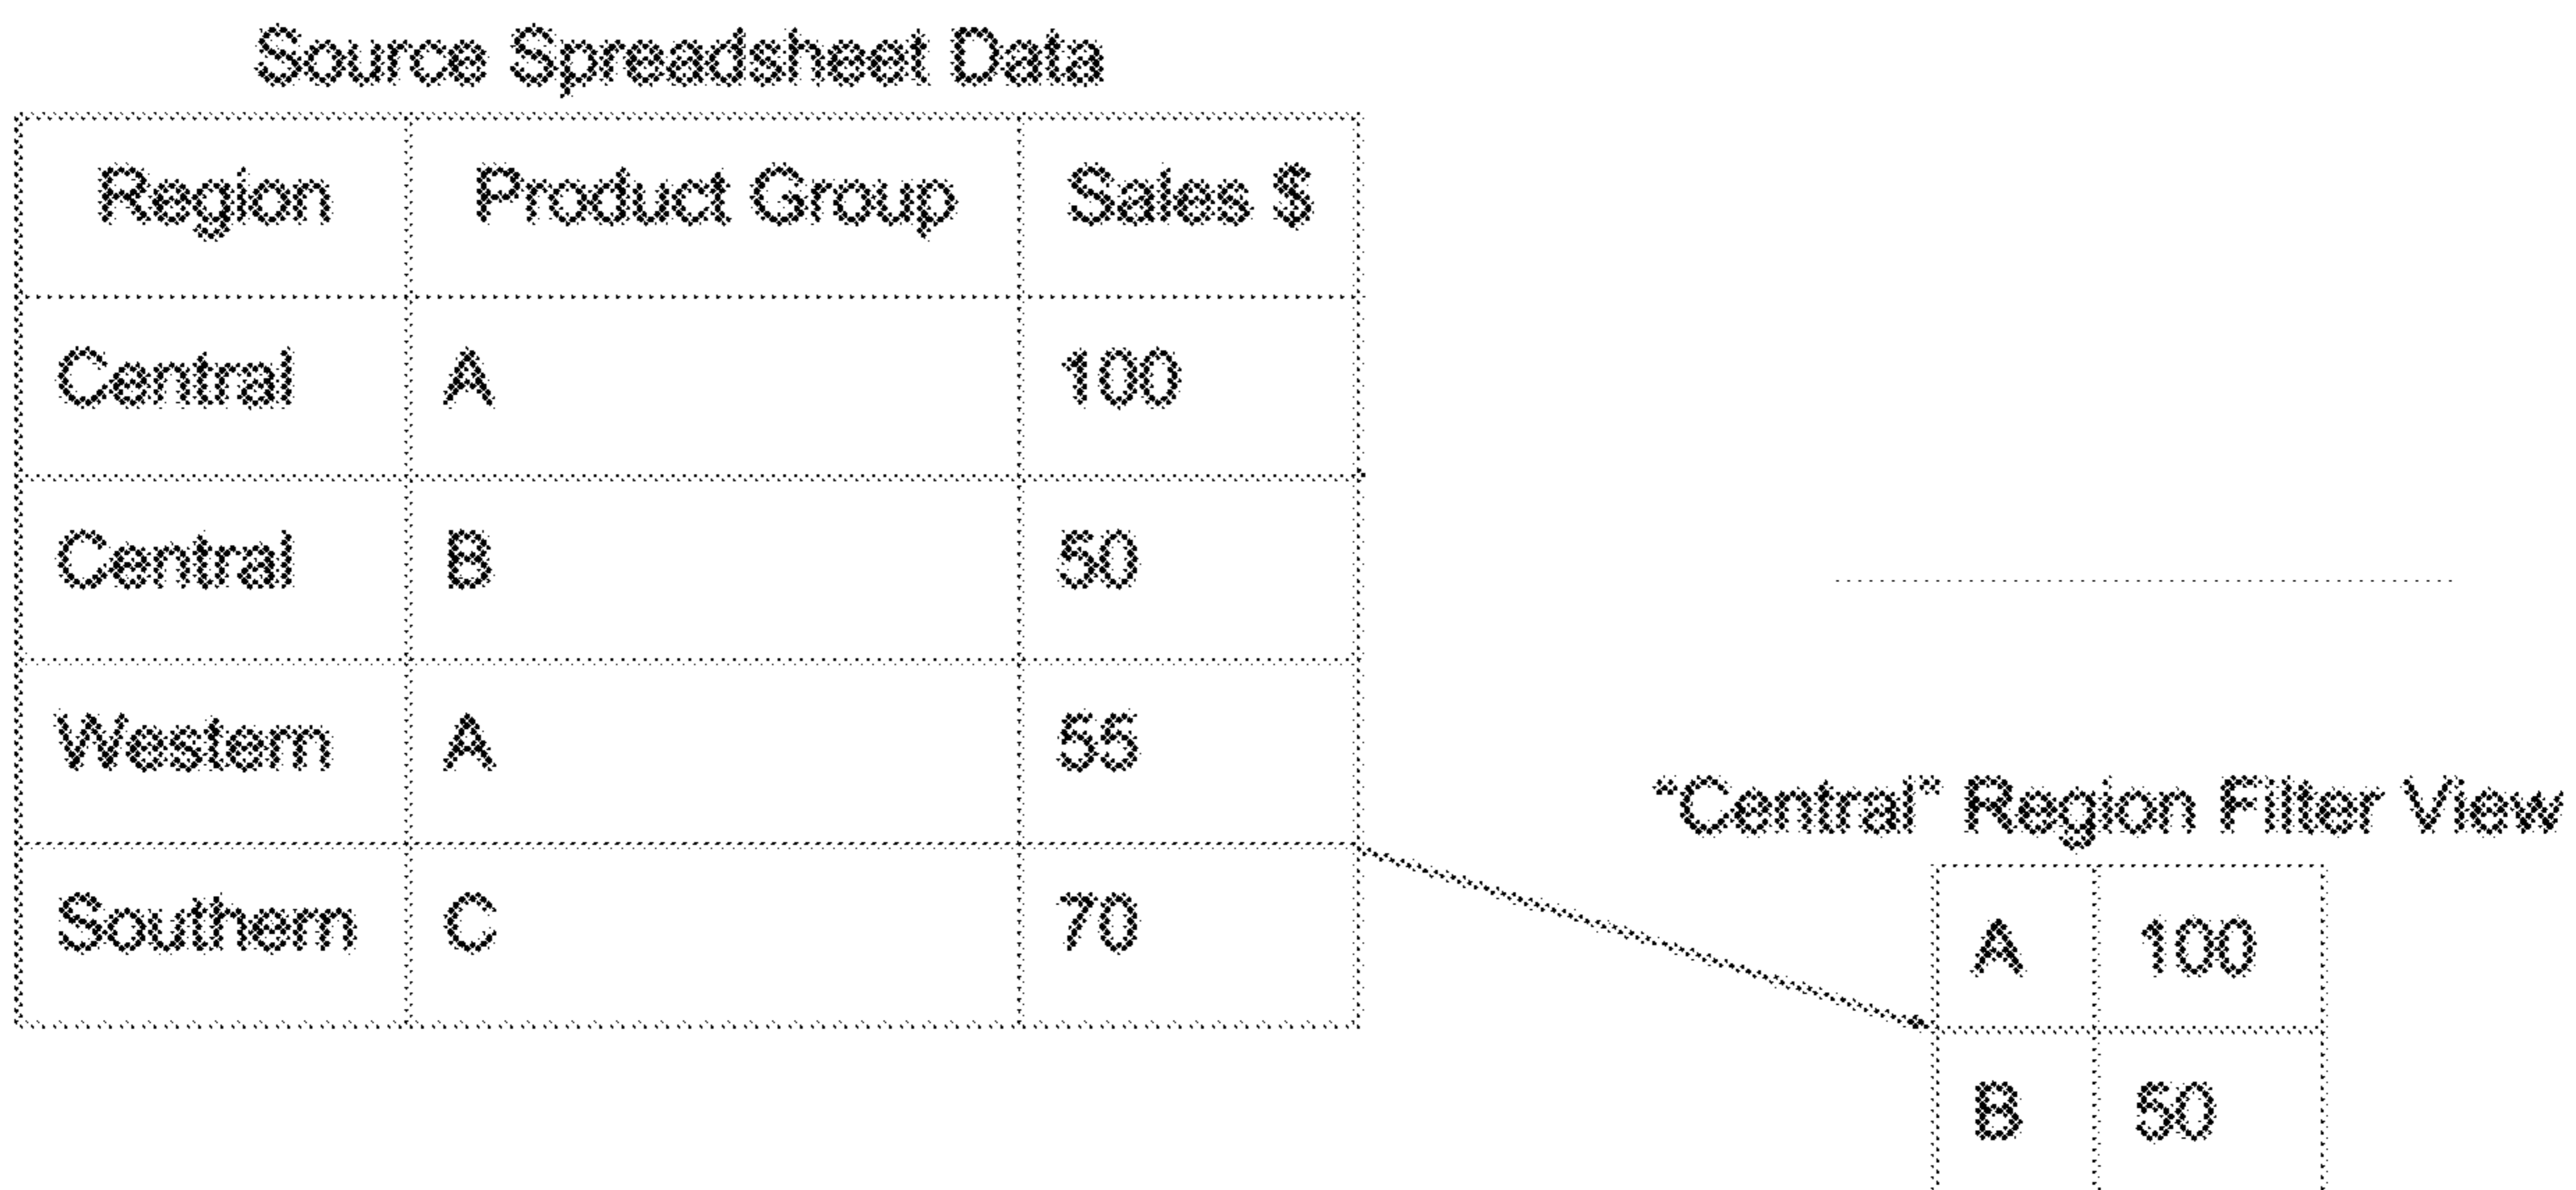 Source Spreadsheet Data
Region Product Group Sales $
Central A 100
Central B 50
Western A 55
Southern C 70
“Central” Region Filter View
A 100
B 50